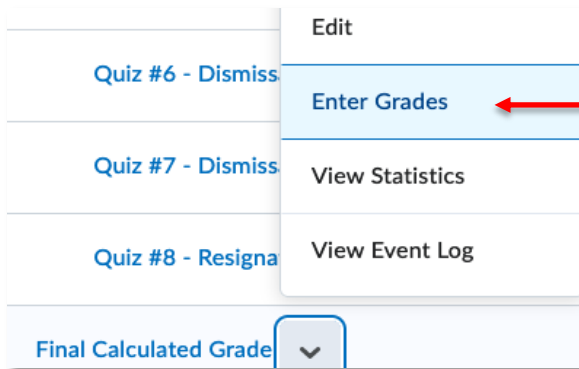 Edit
Quiz #6 - Dismiss
Enter Grades
Quiz #7 - Dismiss
View Statistics
Quiz #8 - Resigna
View Event Log
Final Calculated Grade